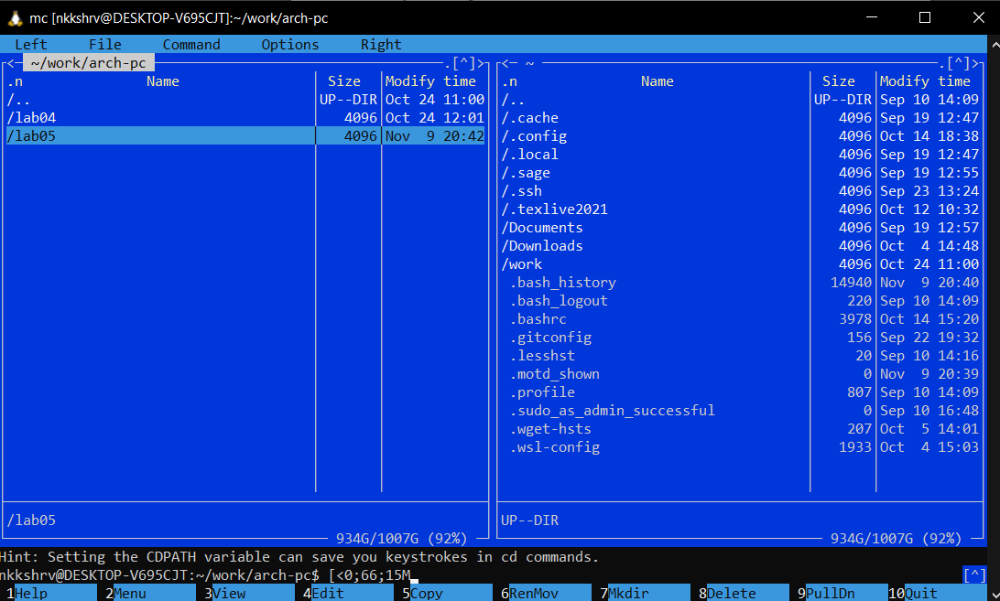 mc [nkkshrv@DESKTOP-V695CJT]:~/work/arch-pc
Left File Command Options Right
<─ ~/work/arch-pc .[^]>
.n Name Size Modify time
/.. UP--DIR Oct 24 11:00
/lab04 4096 Oct 24 12:01
/lab05 4096 Nov 9 20:42
/lab05
934G/1007G (92%)
<─ ~ .[^]>
.n Name Size Modify time
/.. UP--DIR Sep 10 14:09
/.cache 4096 Sep 19 12:47
/.config 4096 Oct 14 18:38
/.local 4096 Sep 19 12:47
/.sage 4096 Sep 19 12:55
/.ssh 4096 Sep 23 13:24
/.texlive2021 4096 Oct 12 10:32
/Documents 4096 Sep 19 12:57
/Downloads 4096 Oct 4 14:48
/work 4096 Oct 24 11:00
.bash_history 14940 Nov 9 20:40
.bash_logout 220 Sep 10 14:09
.bashrc 3978 Oct 14 15:20
.gitconfig 156 Sep 22 19:32
.lesshst 20 Sep 10 14:16
.motd_shown 0 Nov 9 20:39
.profile 807 Sep 10 14:09
.sudo_as_admin_successful 0 Sep 10 16:48
.wget-hsts 207 Oct 5 14:01
.wsl-config 1933 Oct 4 15:03
UP--DIR
934G/1007G (92%)
Hint: Setting the CDPATH variable can save you keystrokes in cd commands.
nkkshrv@DESKTOP-V695CJT:~/work/arch-pc$ [<0;66;15M [^]
1Help 2Menu 3View 4Edit 5Copy 6RenMov 7Mkdir 8Delete 9PullDn 10Quit